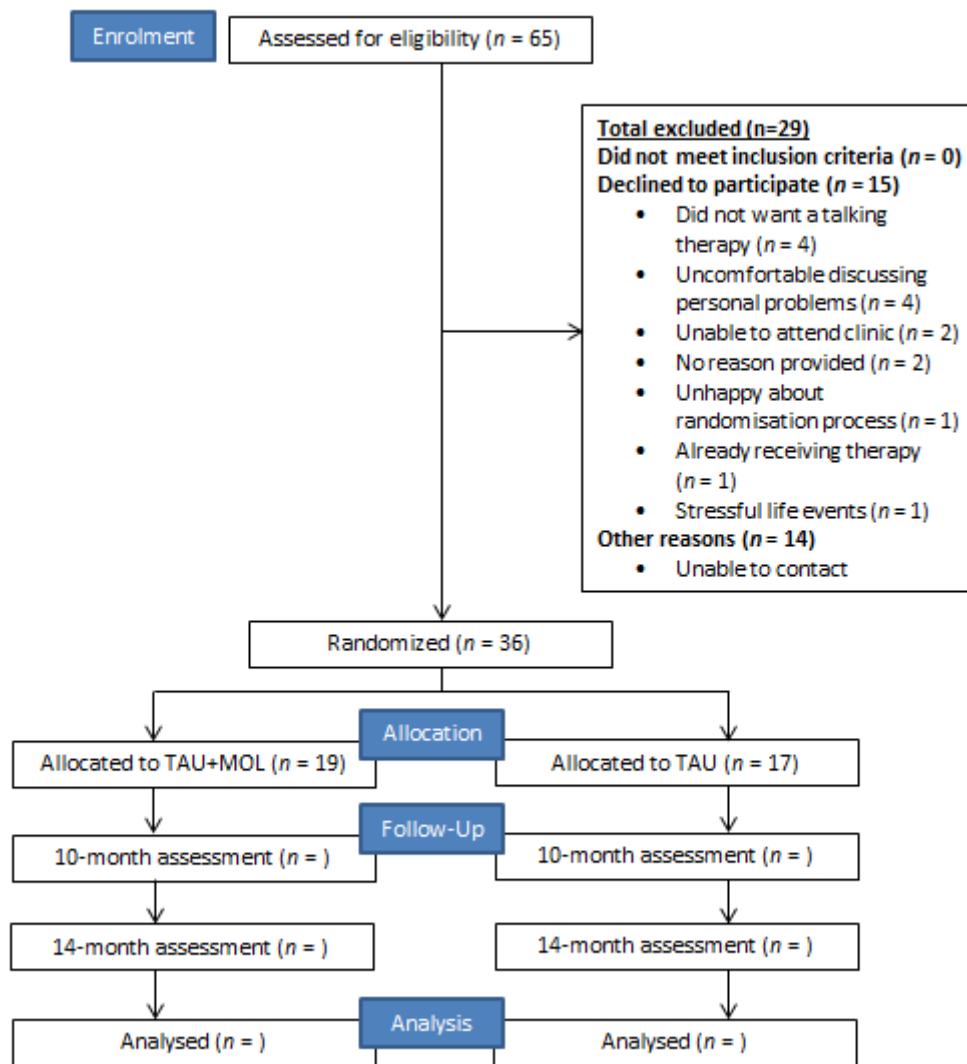 Enrolment
Assessed for eligibility (n = 65)
Total excluded (n=29)
Did not meet inclusion criteria (n = 0)
Declined to participate (n = 15)
• Did not want a talking
therapy (n = 4)
• Uncomfortable discussing
personal problems (n = 4)
• Unable to attend clinic (n = 2)
• No reason provided (n = 2)
• Unhappy about
randomisation process (n = 1)
• Already receiving therapy
(n = 1)
• Stressful life events (n = 1)
Other reasons (n = 14)
• Unable to contact
Randomized (n = 36)
Allocation
Allocated to TAU+MOL (n = 19)
Allocated to TAU (n = 17)
Follow-Up
10-month assessment (n = )
10-month assessment (n = )
14-month assessment (n = )
14-month assessment (n = )
Analysis
Analysed (n = )
Analysed (n = )